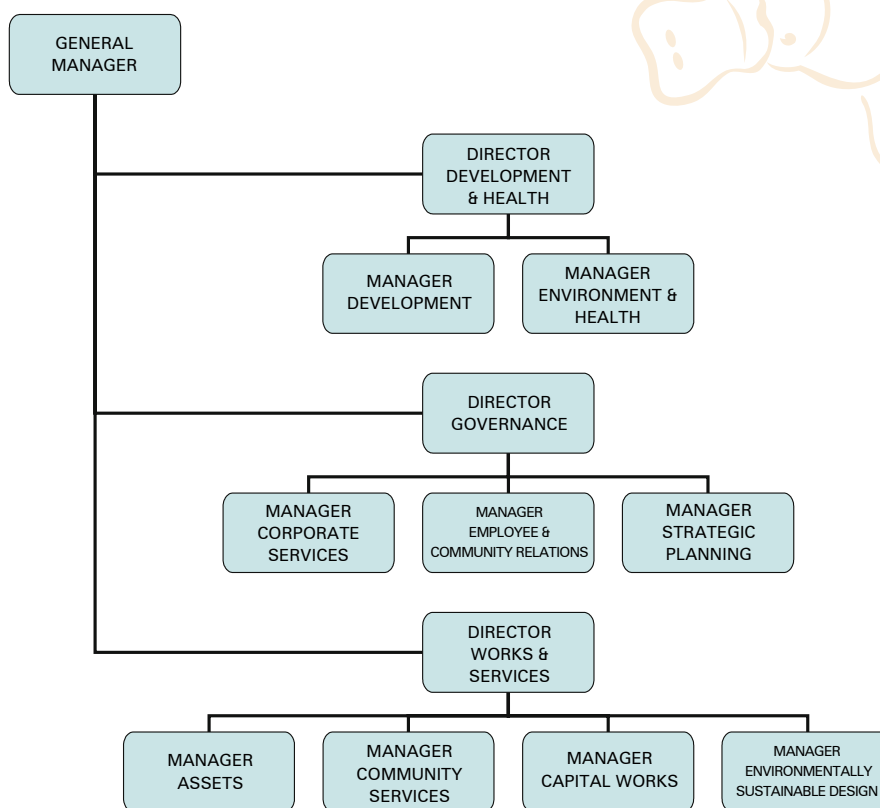 GENERAL
MANAGER
DIRECTOR
DEVELOPMENT
& HEALTH
MANAGER
DEVELOPMENT
MANAGER
ENVIRONMENT &
HEALTH
DIRECTOR
GOVERNANCE
MANAGER
CORPORATE
SERVICES
MANAGER
EMPLOYEE &
COMMUNITY RELATIONS
MANAGER
STRATEGIC
PLANNING
DIRECTOR
WORKS &
SERVICES
MANAGER
ASSETS
MANAGER
COMMUNITY
SERVICES
MANAGER
CAPITAL WORKS
MANAGER
ENVIRONMENTALLY
SUSTAINABLE DESIGN